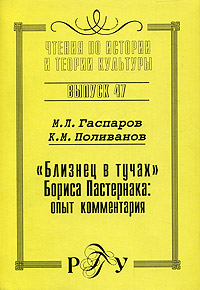 ЧТЕНИЯ ПО ИСТОРИИ
И ТЕОРИИ КУЛЬТУРЫ
ВЫПУСК 47
М.Л. Гаспаров
К.М. Поливанов
«Близнец в тучах»
Бориса Пастернака:
опыт комментария
РГГУ